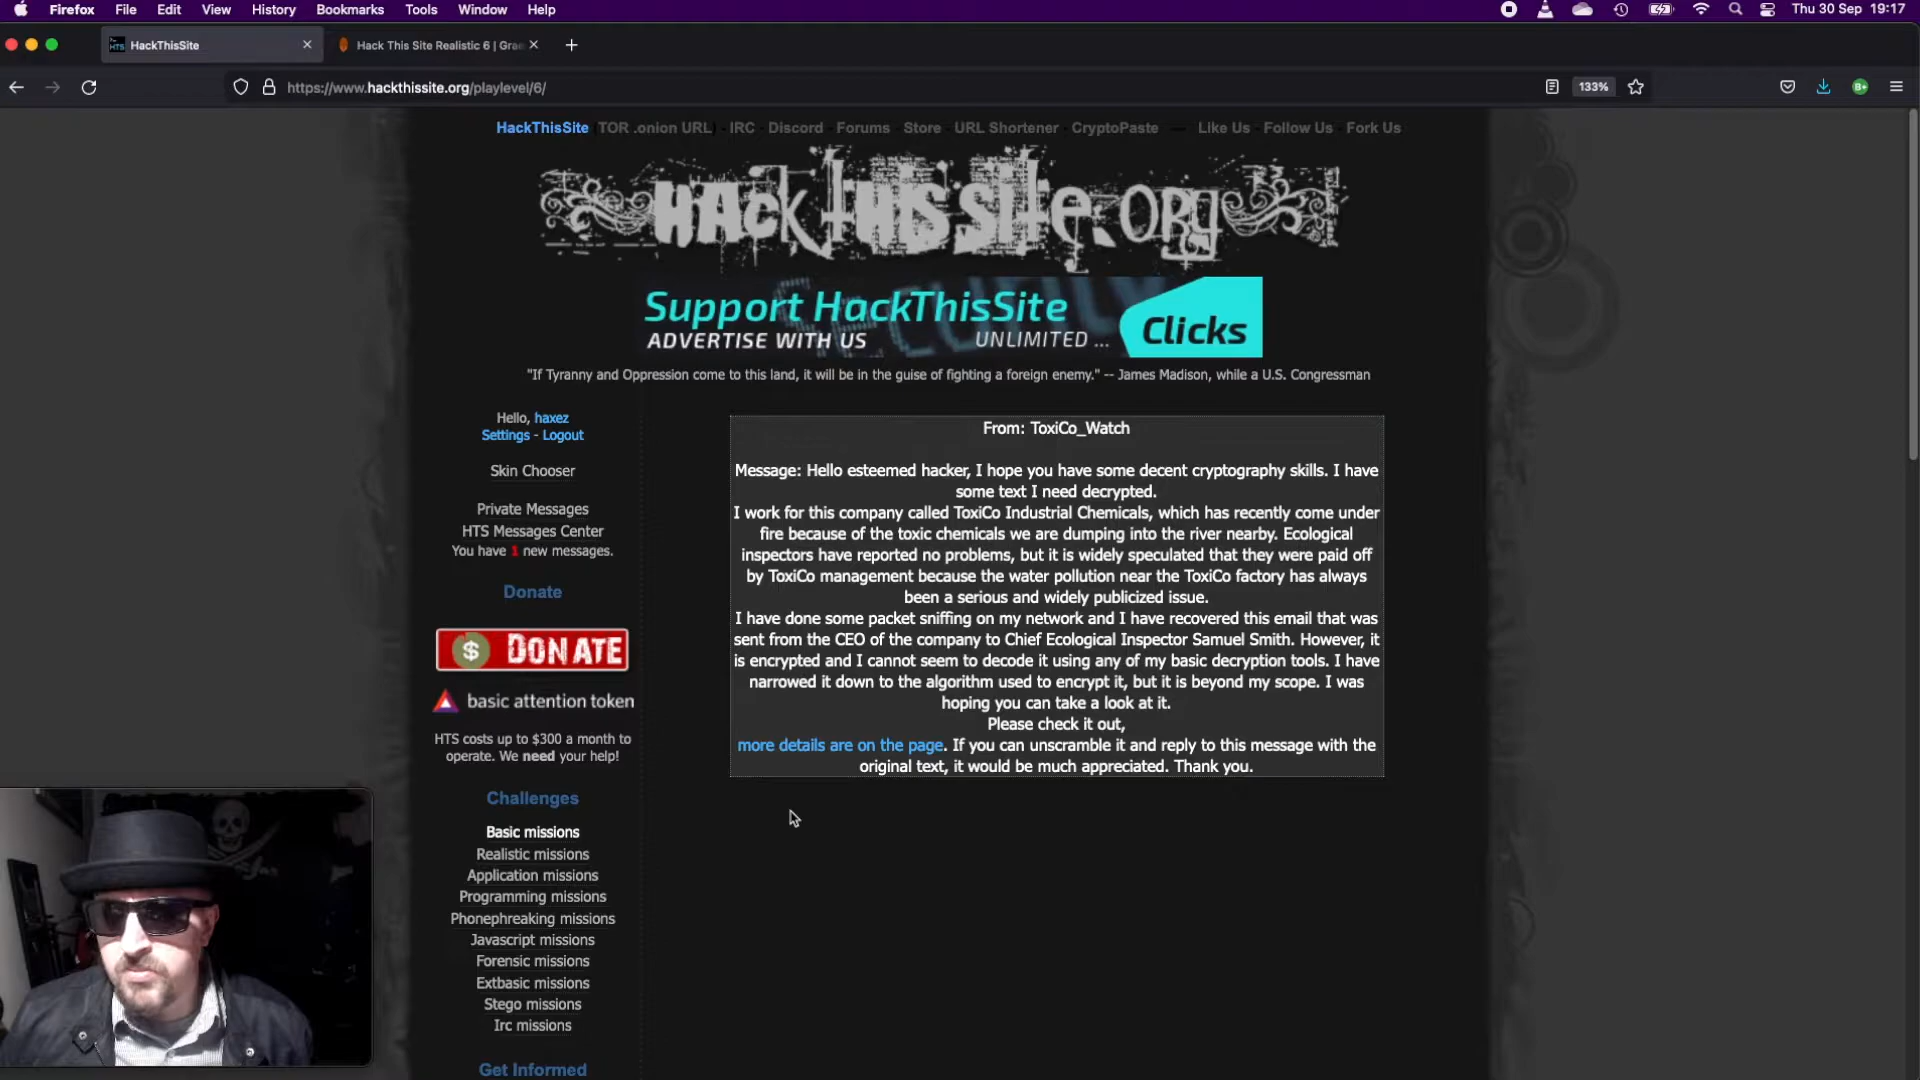 Firefox File Edit View History Bookmarks Tools Window Help Thu 30 Sep 19:17
HackThisSite
Hack This Site Realistic 6 | Grae
https://www.hackthissite.org/playlevel/6/ 133%
HackThisSite (TOR .onion URL) - IRC - Discord - Forums - Store - URL Shortener - CryptoPaste — Like Us - Follow Us - Fork Us
HackThisSite.org
Support HackThisSite
ADVERTISE WITH US UNLIMITED ... Clicks
"If Tyranny and Oppression come to this land, it will be in the guise of fighting a foreign enemy." -- James Madison, while a U.S. Congressman
Hello, haxez
Settings - Logout
Skin Chooser
Private Messages
HTS Messages Center
You have 1 new messages.
Donate
$ DONATE
basic attention token
HTS costs up to $300 a month to
operate. We need your help!
Challenges
Basic missions
Realistic missions
Application missions
Programming missions
Phonephreaking missions
Javascript missions
Forensic missions
Extbasic missions
Stego missions
Irc missions
Get Informed
From: ToxiCo_Watch
Message: Hello esteemed hacker, I hope you have some decent cryptography skills. I have
some text I need decrypted.
I work for this company called ToxiCo Industrial Chemicals, which has recently come under
fire because of the toxic chemicals we are dumping into the river nearby. Ecological
inspectors have reported no problems, but it is widely speculated that they were paid off
by ToxiCo management because the water pollution near the ToxiCo factory has always
been a serious and widely publicized issue.
I have done some packet sniffing on my network and I have recovered this email that was
sent from the CEO of the company to Chief Ecological Inspector Samuel Smith. However, it
is encrypted and I cannot seem to decode it using any of my basic decryption tools. I have
narrowed it down to the algorithm used to encrypt it, but it is beyond my scope. I was
hoping you can take a look at it.
Please check it out,
more details are on the page. If you can unscramble it and reply to this message with the
original text, it would be much appreciated. Thank you.